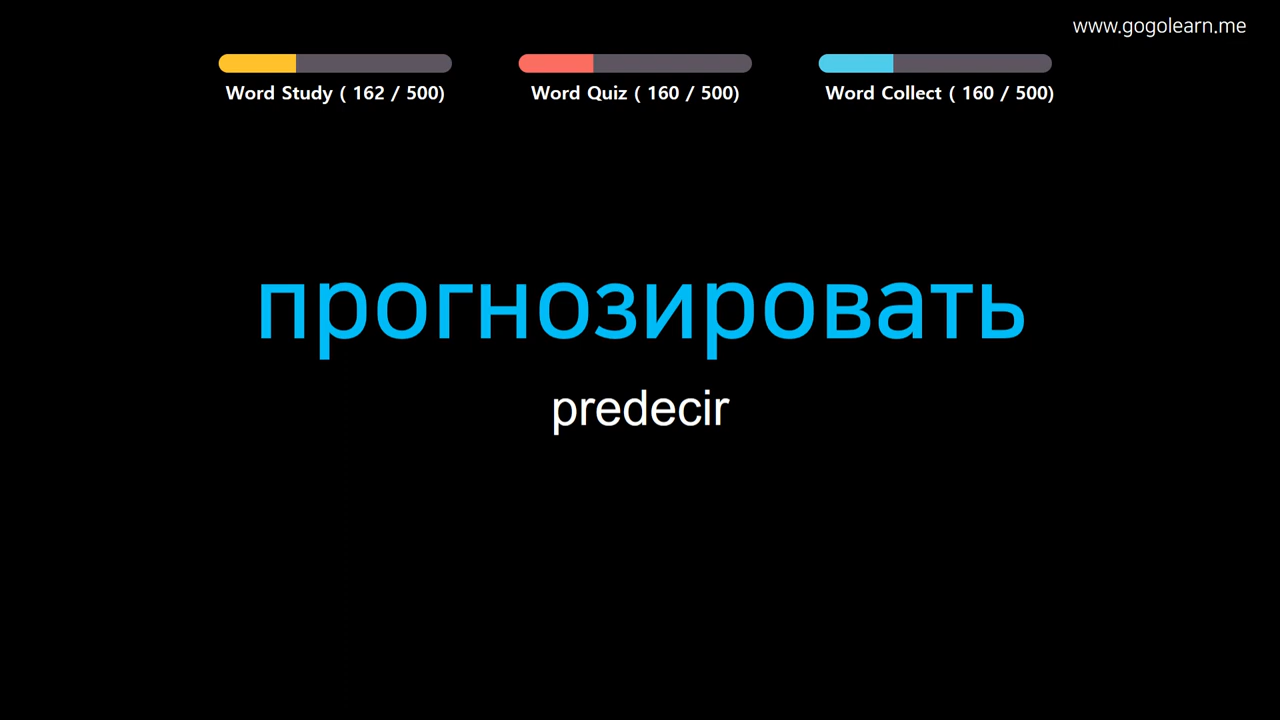 www.gogolearn.me
Word Study ( 162 / 500)
Word Quiz ( 160 / 500)
Word Collect ( 160 / 500)
прогнозировать
predecir